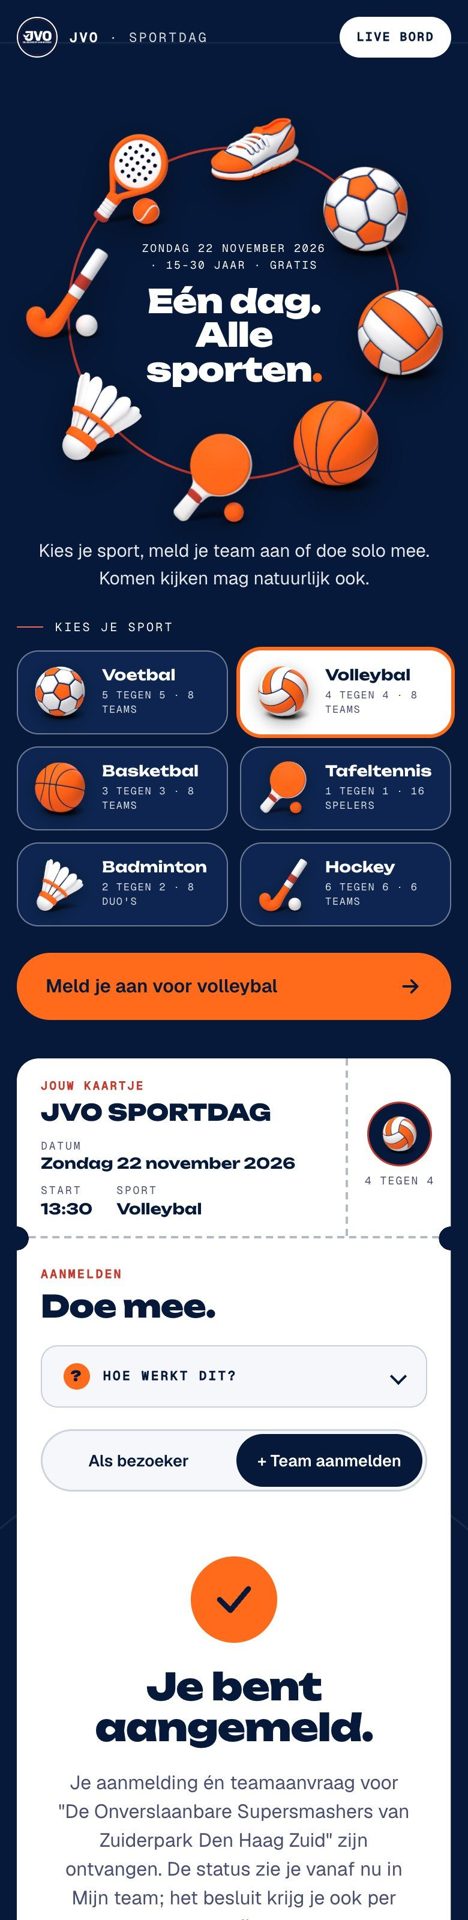 JVO
JVO · SPORTDAG
LIVE BORD
ZONDAG 22 NOVEMBER 2026
· 15-30 JAAR · GRATIS
Eén dag.
Alle
sporten.
Kies je sport, meld je team aan of doe solo mee.
Komen kijken mag natuurlijk ook.
KIES JE SPORT
Voetbal
5 TEGEN 5 · 8
TEAMS
Volleybal
4 TEGEN 4 · 8
TEAMS
Basketbal
3 TEGEN 3 · 8
TEAMS
Tafeltennis
1 TEGEN 1 · 16
SPELERS
Badminton
2 TEGEN 2 · 8
DUO'S
Hockey
6 TEGEN 6 · 6
TEAMS
Meld je aan voor volleybal
JOUW KAARTJE
JVO SPORTDAG
DATUM
Zondag 22 november 2026
START SPORT
13:30 Volleybal
4 TEGEN 4
AANMELDEN
Doe mee.
? HOE WERKT DIT?
Als bezoeker
+ Team aanmelden
Je bent
aangemeld.
Je aanmelding én teamaanvraag voor
"De Onverslaanbare Supersmashers van
Zuiderpark Den Haag Zuid" zijn
ontvangen. De status zie je vanaf nu in
Mijn team; het besluit krijg je ook per